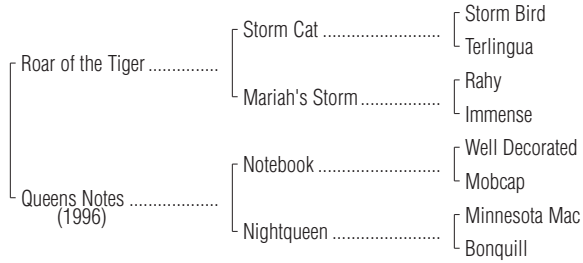 Storm Bird
Storm Cat ........................
Terlingua
Roar of the Tiger ..............
Rahy
Mariah's Storm ................
Immense
Well Decorated
Notebook .........................
Mobcap
Queens Notes ..................
(1996)
Minnesota Mac
Nightqueen .......................
Bonquill